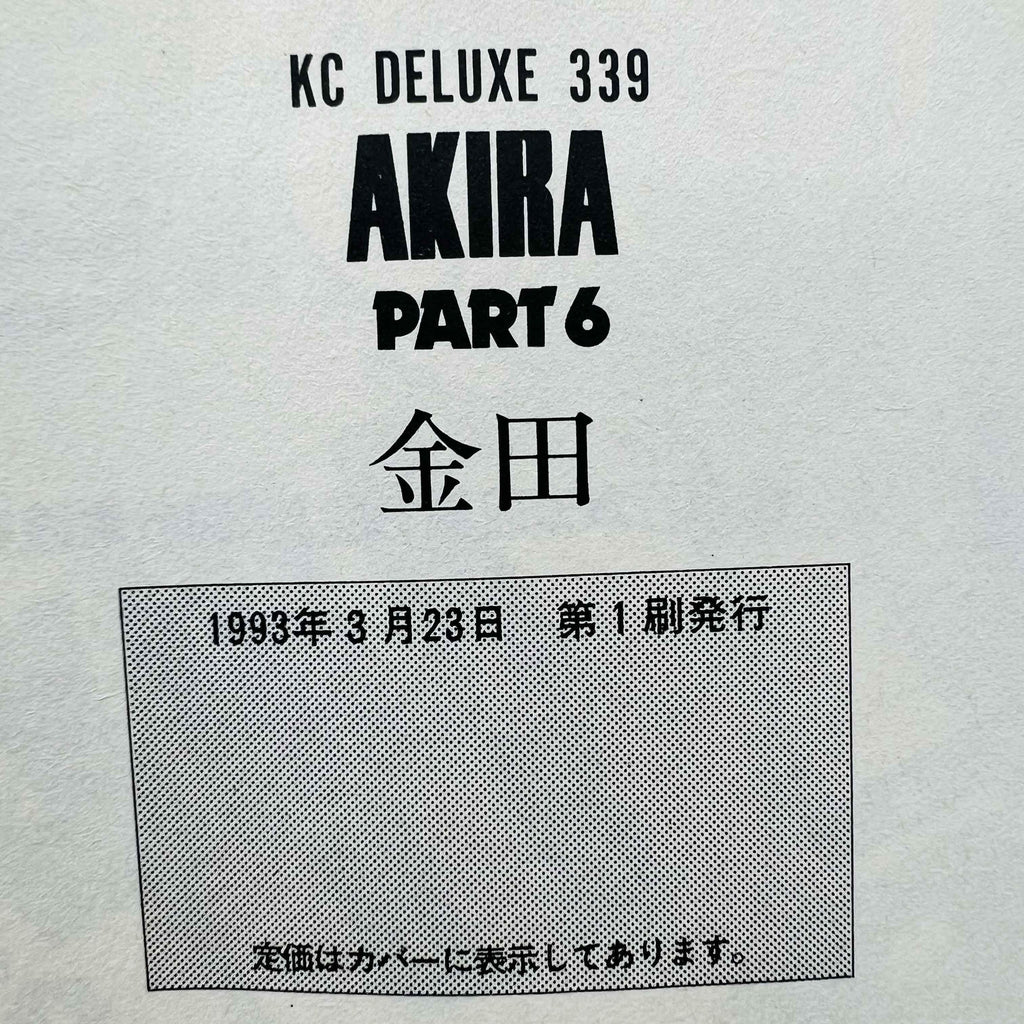 KC DELUXE 339
AKIRA
PART 6
金田
1993年3月23日 第1刷発行
定価はカバーに表示してあります。